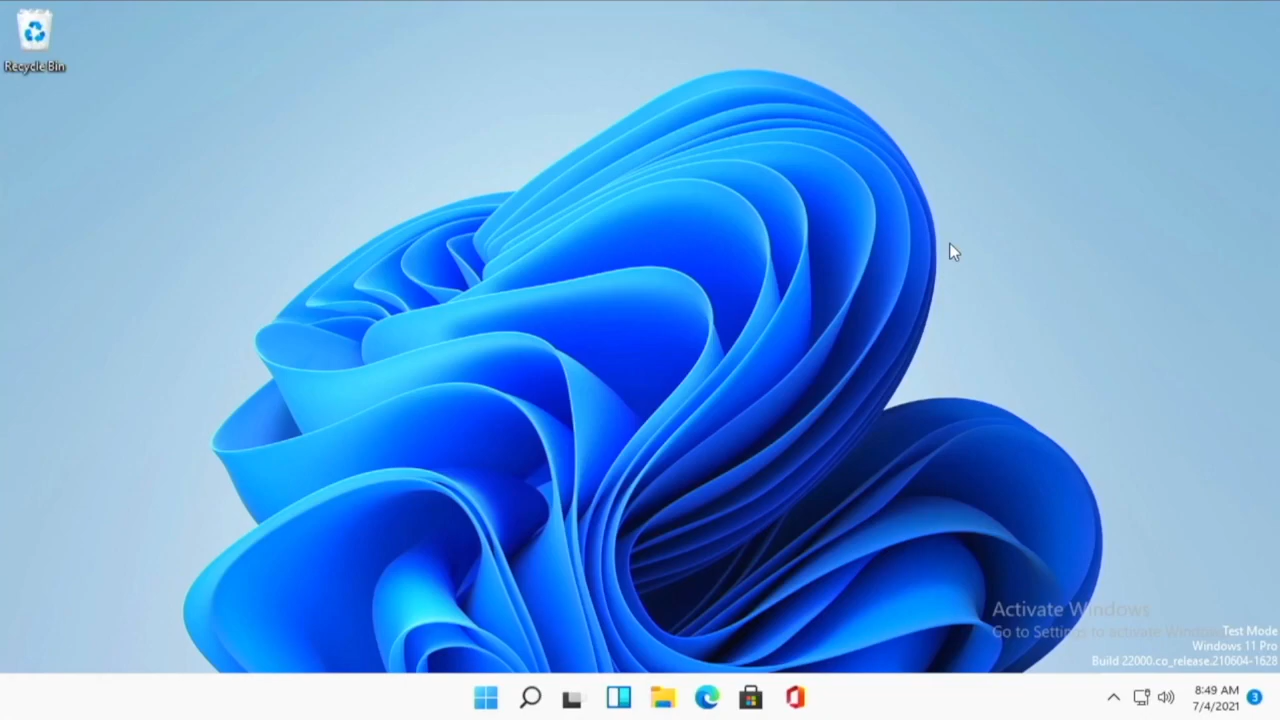 Recycle Bin
Activate Windows
Go to Settings to activate Windows
Test Mode
Windows 11 Pro
Build 22000.co_release.210604-1628
8:49 AM
7/4/2021
3